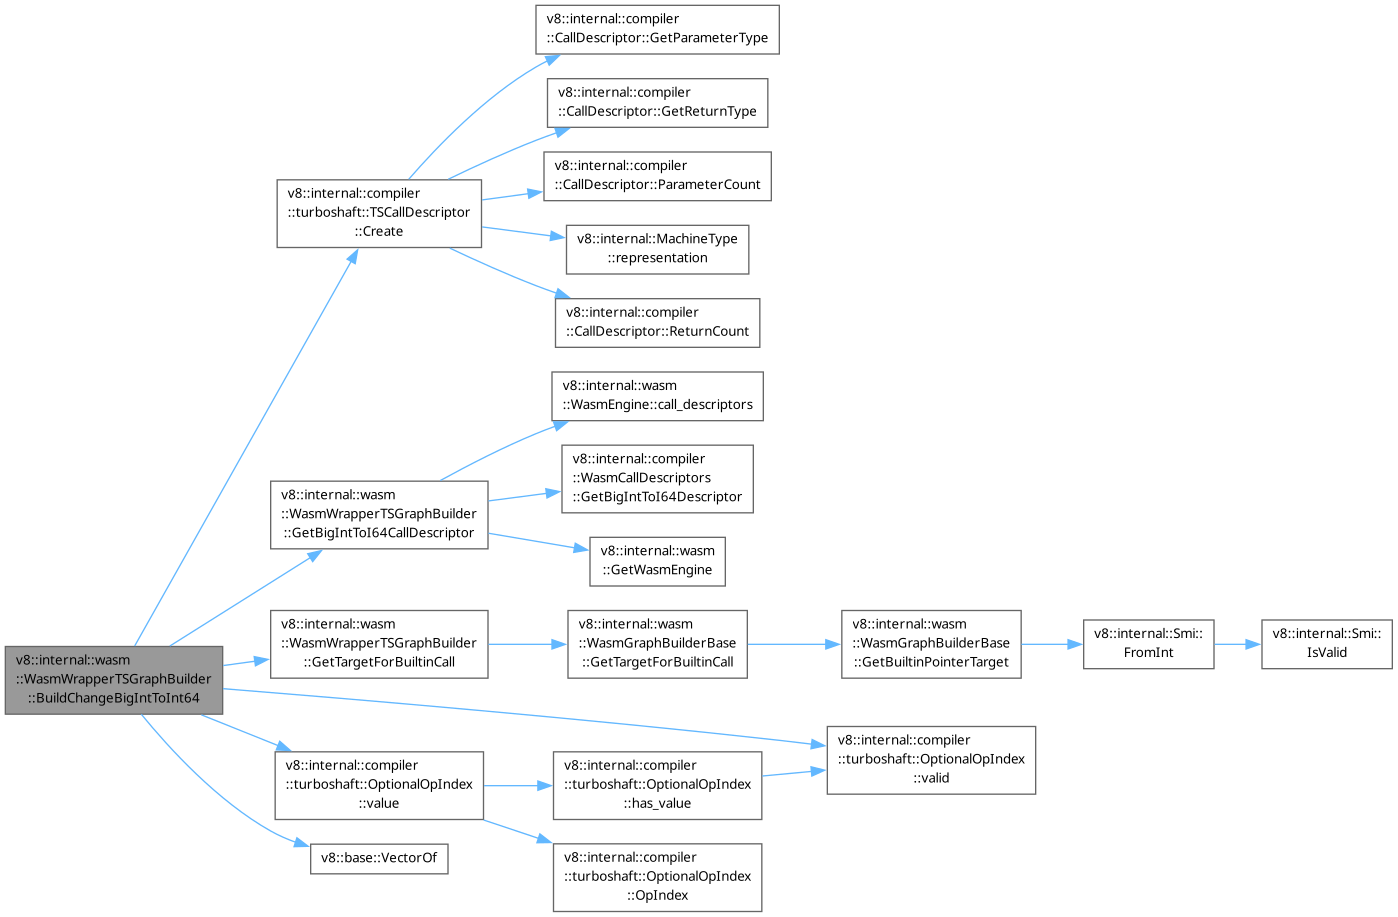 v8::internal::compiler
::CallDescriptor::GetParameterType
v8::internal::compiler
::CallDescriptor::GetReturnType
v8::internal::compiler
::CallDescriptor::ParameterCount
v8::internal::compiler
::turboshaft::TSCallDescriptor
::Create
v8::internal::MachineType
::representation
v8::internal::compiler
::CallDescriptor::ReturnCount
v8::internal::wasm
::WasmEngine::call_descriptors
v8::internal::compiler
::WasmCallDescriptors
::GetBigIntToI64Descriptor
v8::internal::wasm
::WasmWrapperTSGraphBuilder
::GetBigIntToI64CallDescriptor
v8::internal::wasm
::GetWasmEngine
v8::internal::wasm
::WasmWrapperTSGraphBuilder
::GetTargetForBuiltinCall
v8::internal::wasm
::WasmGraphBuilderBase
::GetTargetForBuiltinCall
v8::internal::wasm
::WasmGraphBuilderBase
::GetBuiltinPointerTarget
v8::internal::Smi::
FromInt
v8::internal::Smi::
IsValid
v8::internal::wasm
::WasmWrapperTSGraphBuilder
::BuildChangeBigIntToInt64
v8::internal::compiler
::turboshaft::OptionalOpIndex
::valid
v8::internal::compiler
::turboshaft::OptionalOpIndex
::value
v8::internal::compiler
::turboshaft::OptionalOpIndex
::has_value
v8::base::VectorOf
v8::internal::compiler
::turboshaft::OptionalOpIndex
::OpIndex